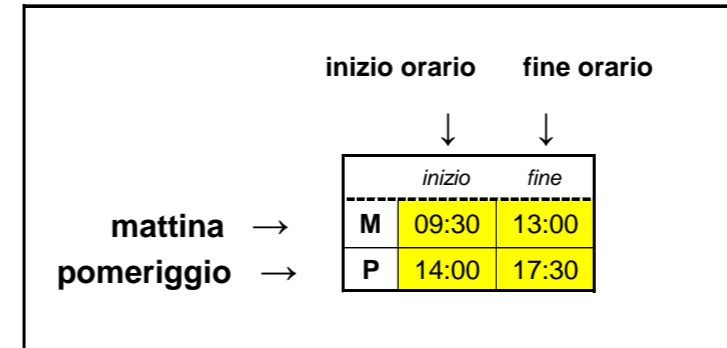 inizio orario fine orario
↓ ↓
inizio fine
mattina → M 09:30 13:00
pomeriggio → P 14:00 17:30